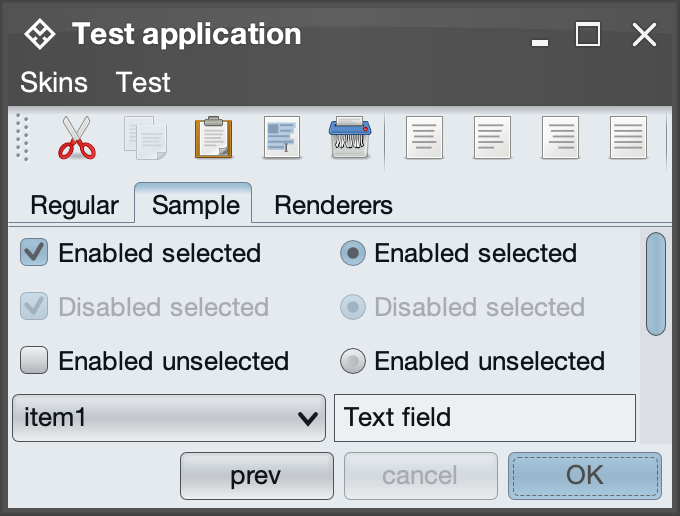 Test application
Skins Test
Regular Sample Renderers
Enabled selected Enabled selected
Disabled selected Disabled selected
Enabled unselected Enabled unselected
item1 Text field
prev cancel OK